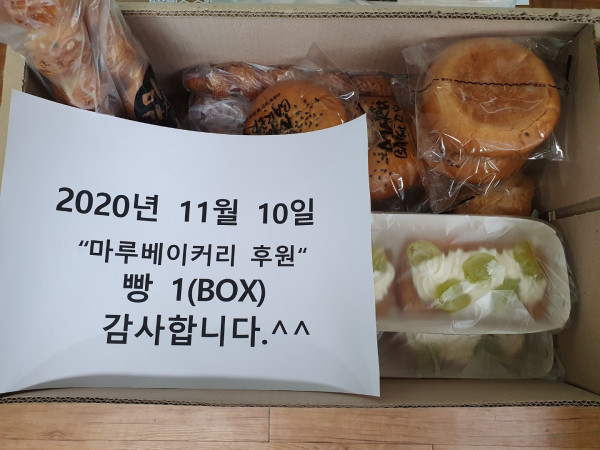 2020년 11월 10일
“마루베이커리 후원“
빵 1(BOX)
감사합니다.^^